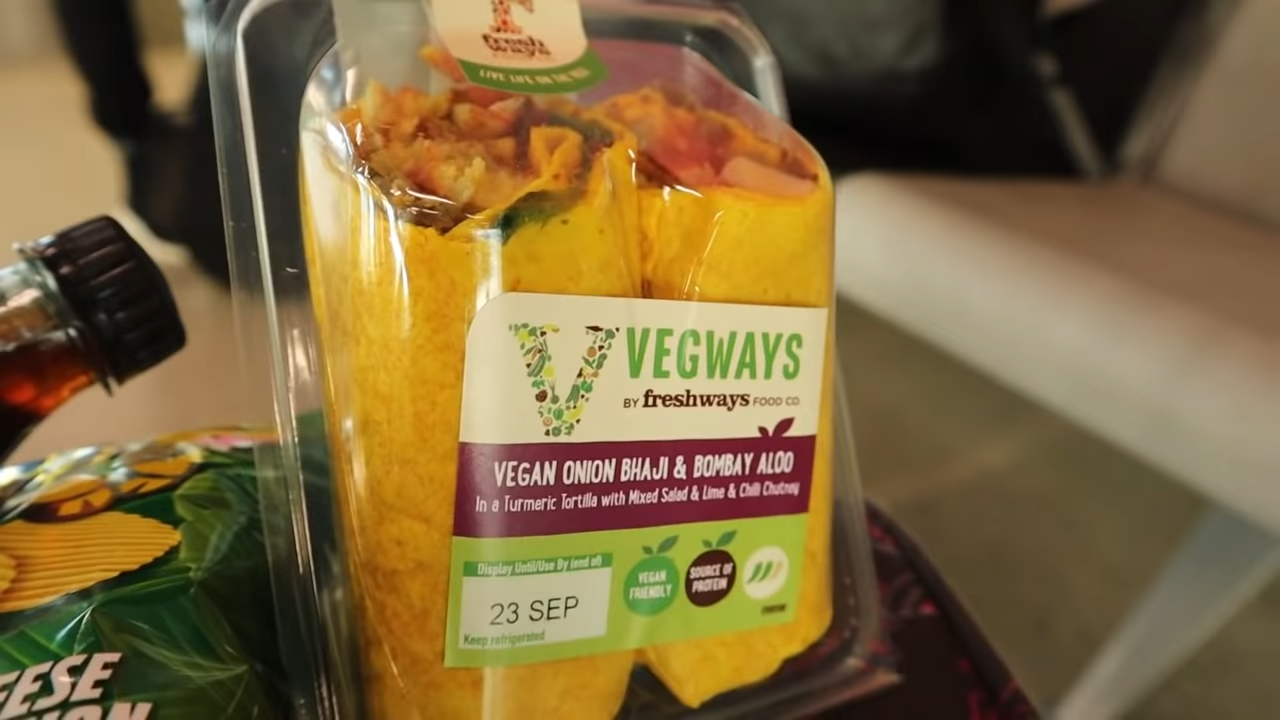 fresh
ways
LIVE LIFE ON THE
VEGWAYS
BY freshways FOOD CO.
VEGAN ONION BHAJI & BOMBAY ALOO
In a Turmeric Tortilla with Mixed Salad & Lime & Chilli Chutney
Display Until/Use By (end of)
23 SEP
Keep refrigerated
VEGAN
FRIENDLY
SOURCE OF
PROTEIN
EESE